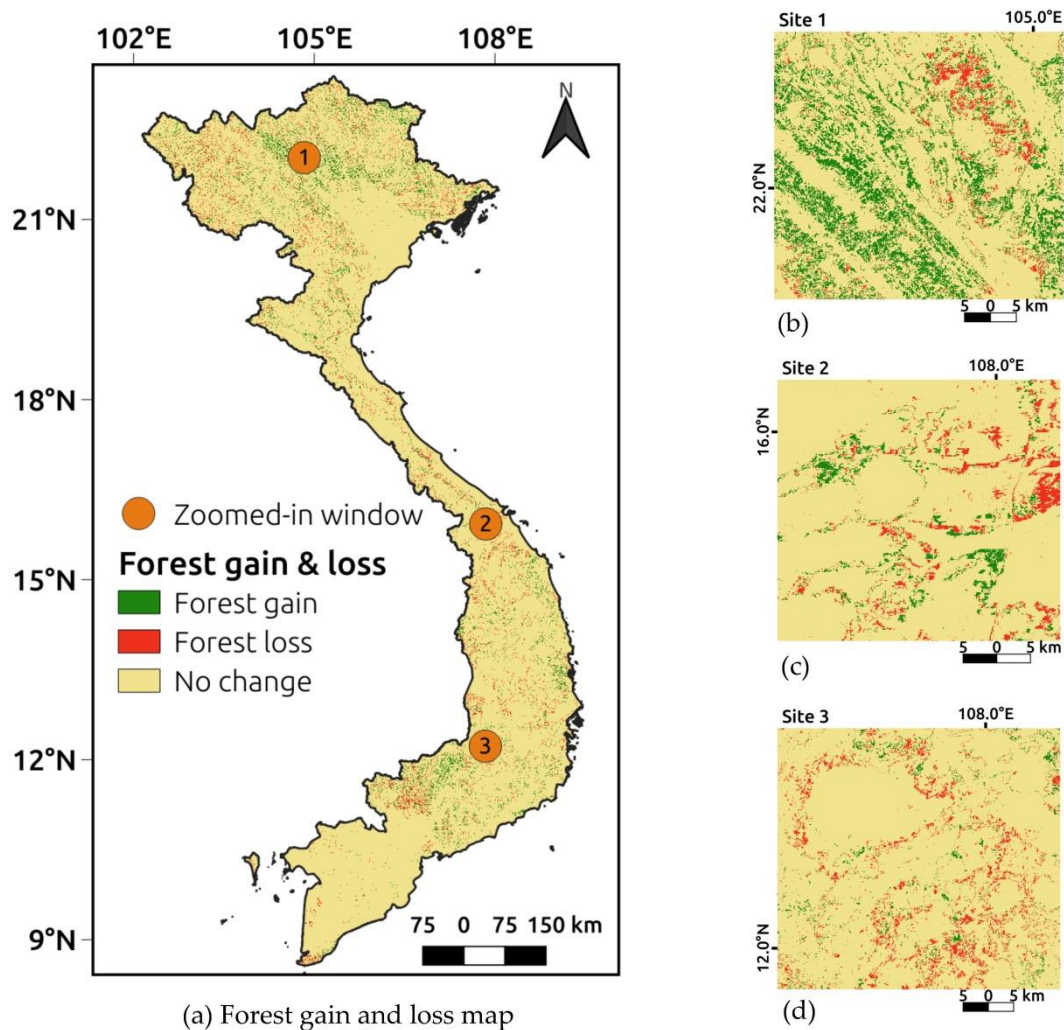 102°E 105°E 108°E
N
21°N
18°N
15°N
12°N
9°N
1
2
3
Zoomed-in window
Forest gain & loss
Forest gain
Forest loss
No change
75 0 75 150 km
(a) Forest gain and loss map
Site 1 105.0°E
22.0°N
5 0 5 km
(b)
Site 2 108.0°E
16.0°N
5 0 5 km
(c)
Site 3 108.0°E
12.0°N
5 0 5 km
(d)